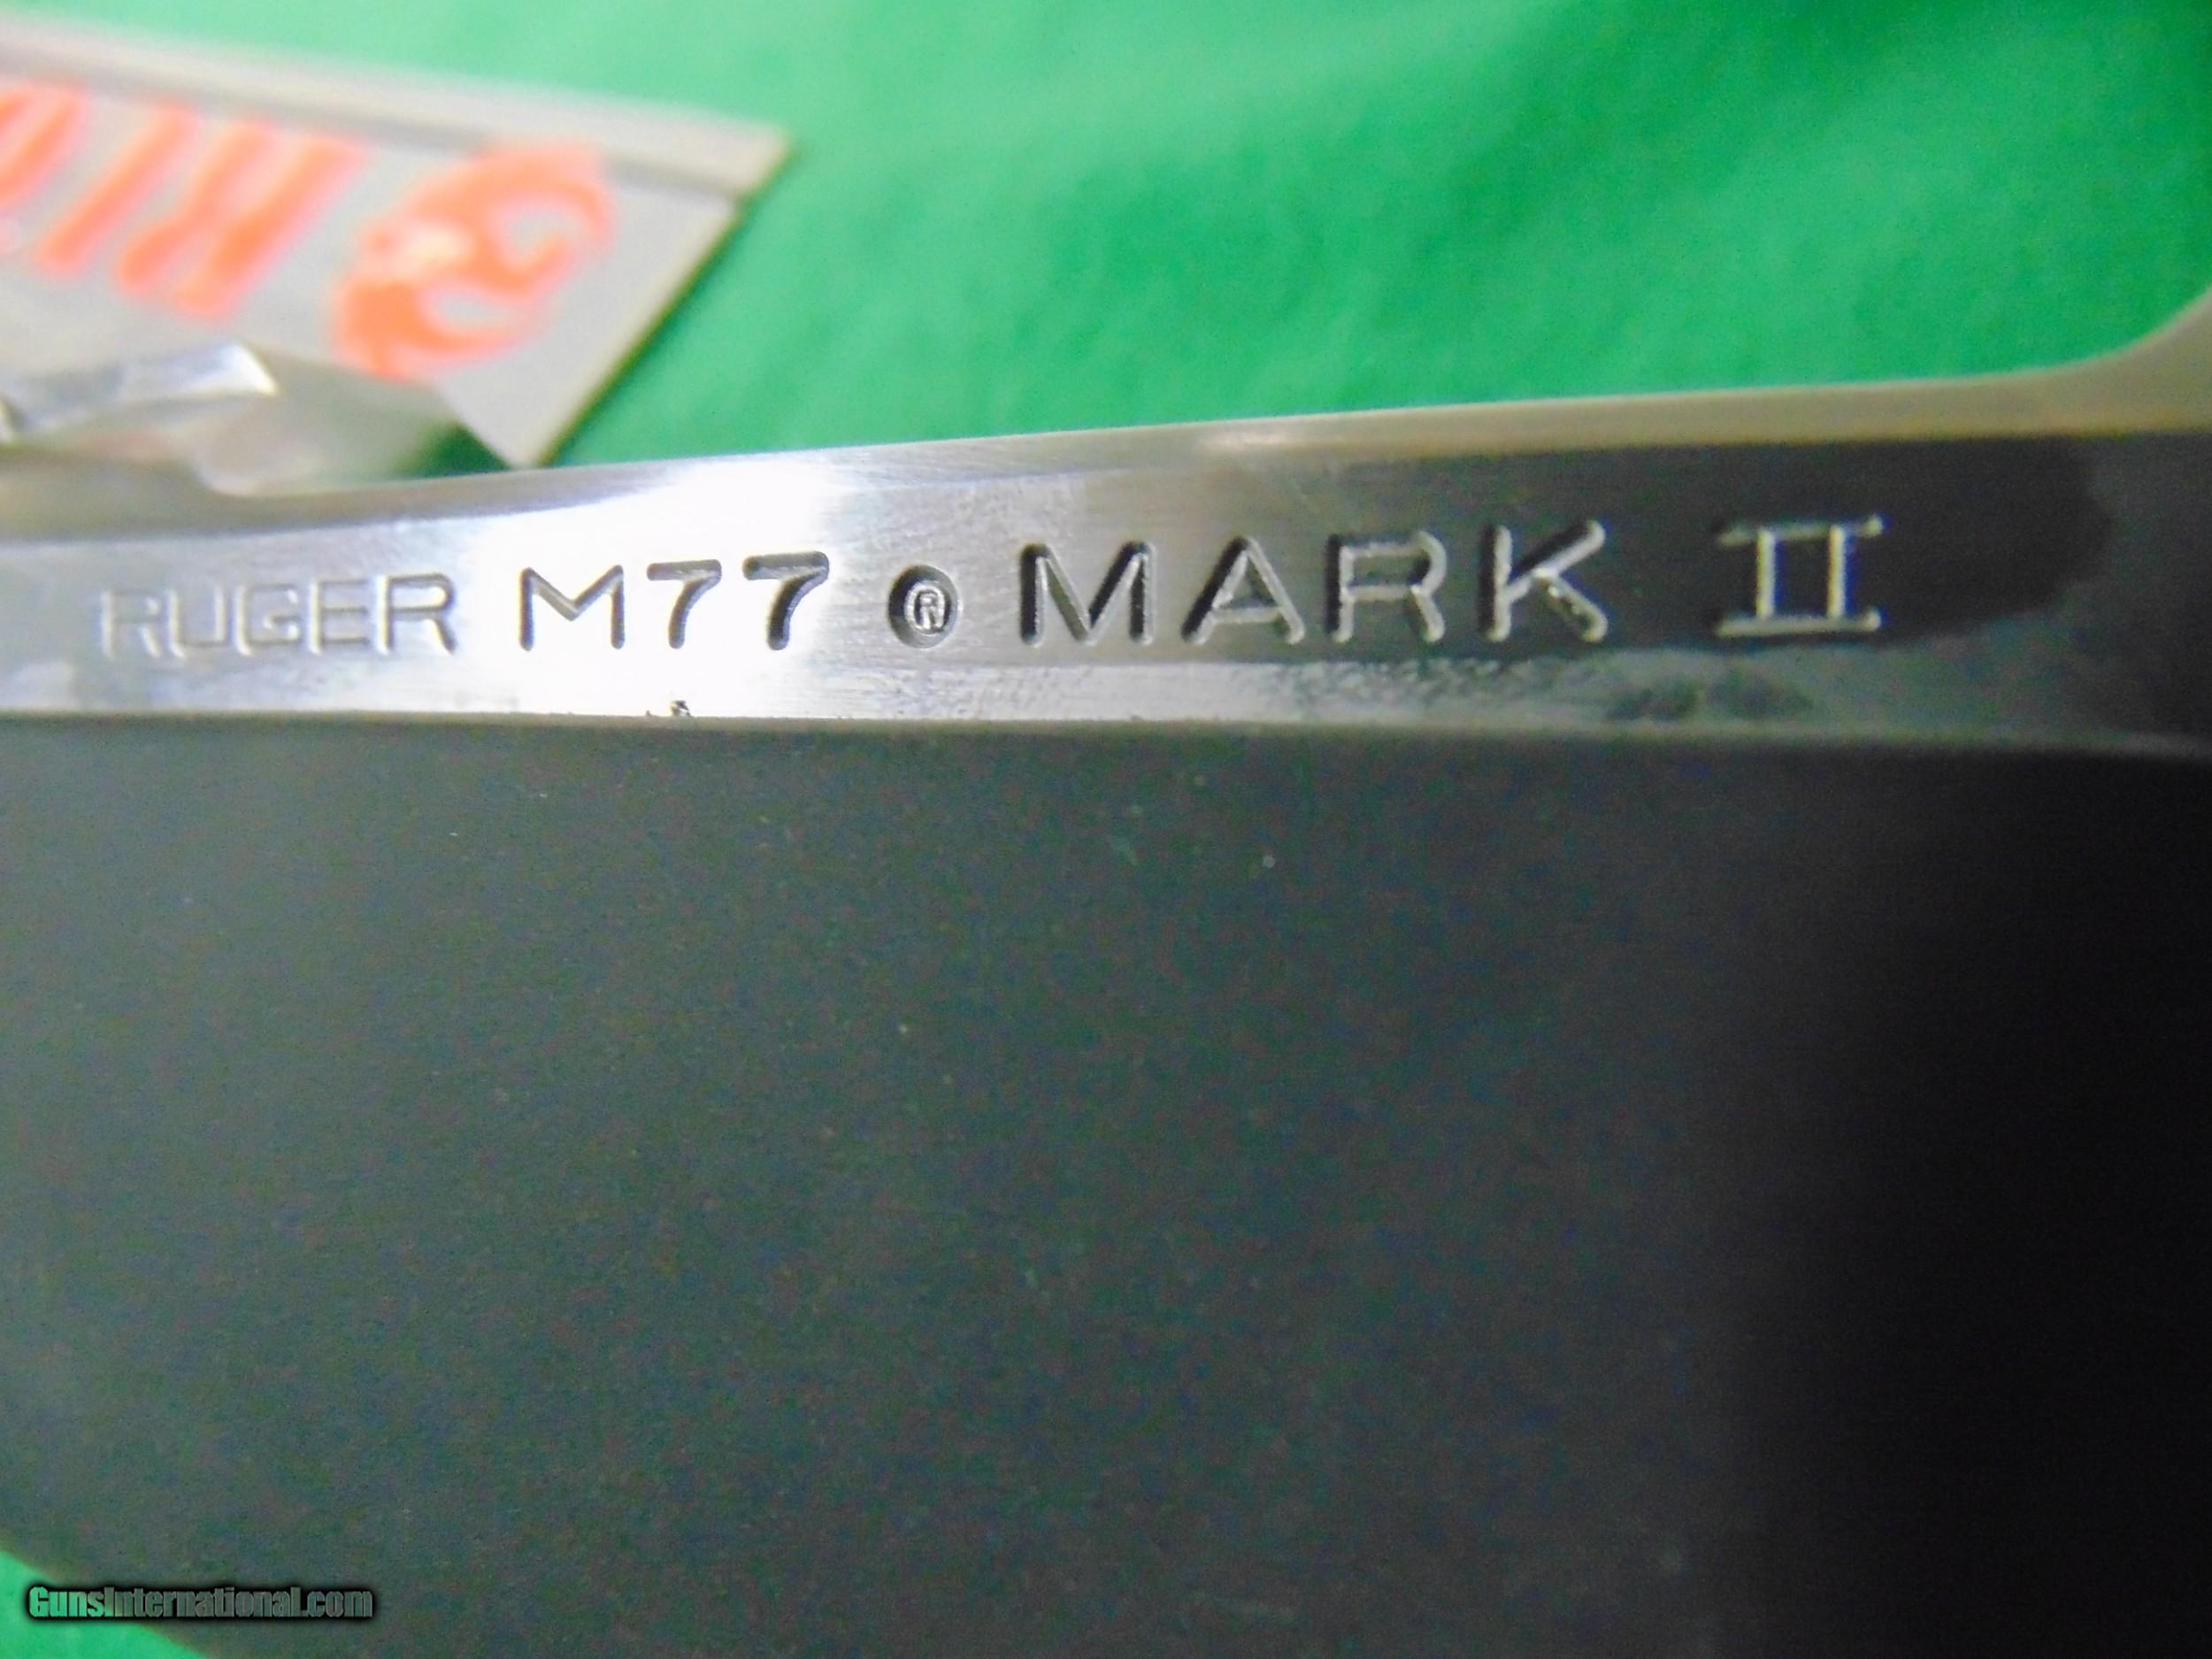 RUGER M77 ® MARK II
GunsInternational.com